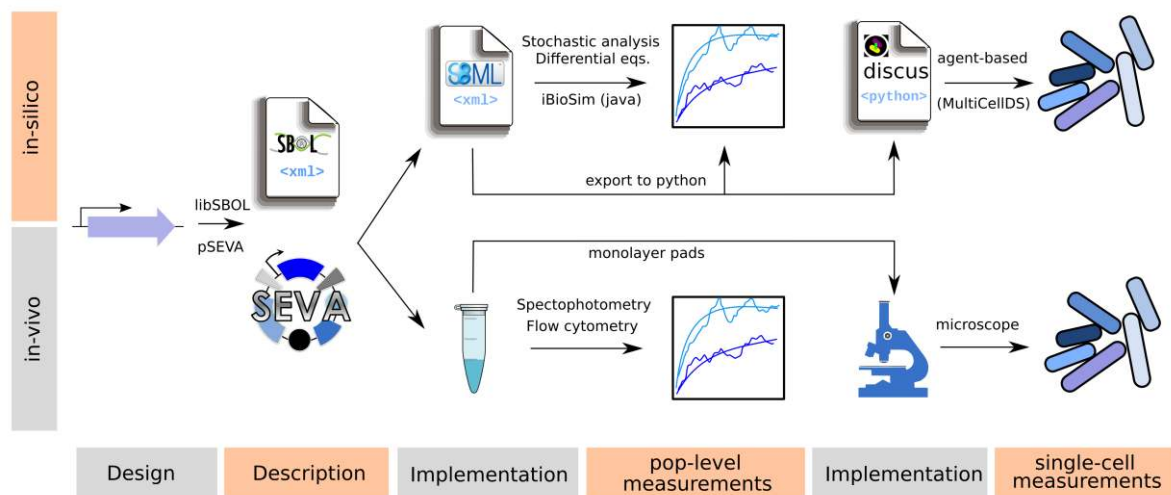 in-silico
in-vivo
libSBOL
pSEVA
SBOL
<xml>
SEVA
SBML
<xml>
Stochastic analysis
Differential eqs.
iBioSim (java)
export to python
discus
<python>
agent-based
(MultiCellDS)
monolayer pads
Spectophotometry
Flow cytometry
microscope
Design
Description
Implementation
pop-level
measurements
Implementation
single-cell
measurements